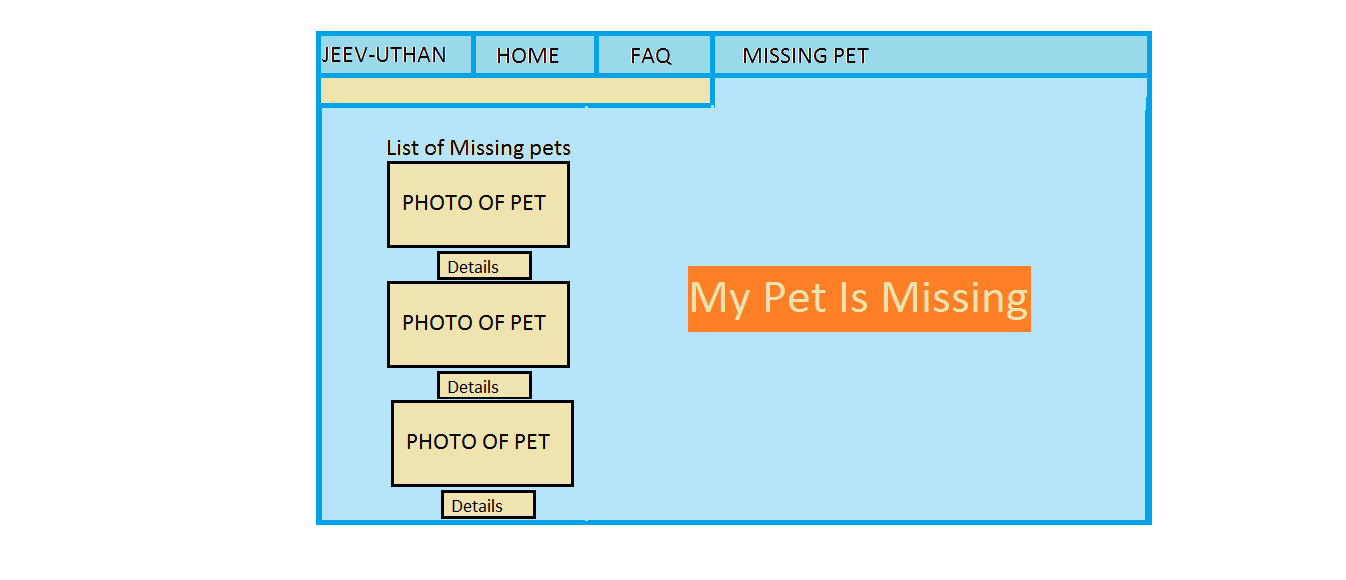 JEEV-UTHAN HOME FAQ MISSING PET
List of Missing pets
PHOTO OF PET
Details
PHOTO OF PET
Details
PHOTO OF PET
Details
My Pet Is Missing